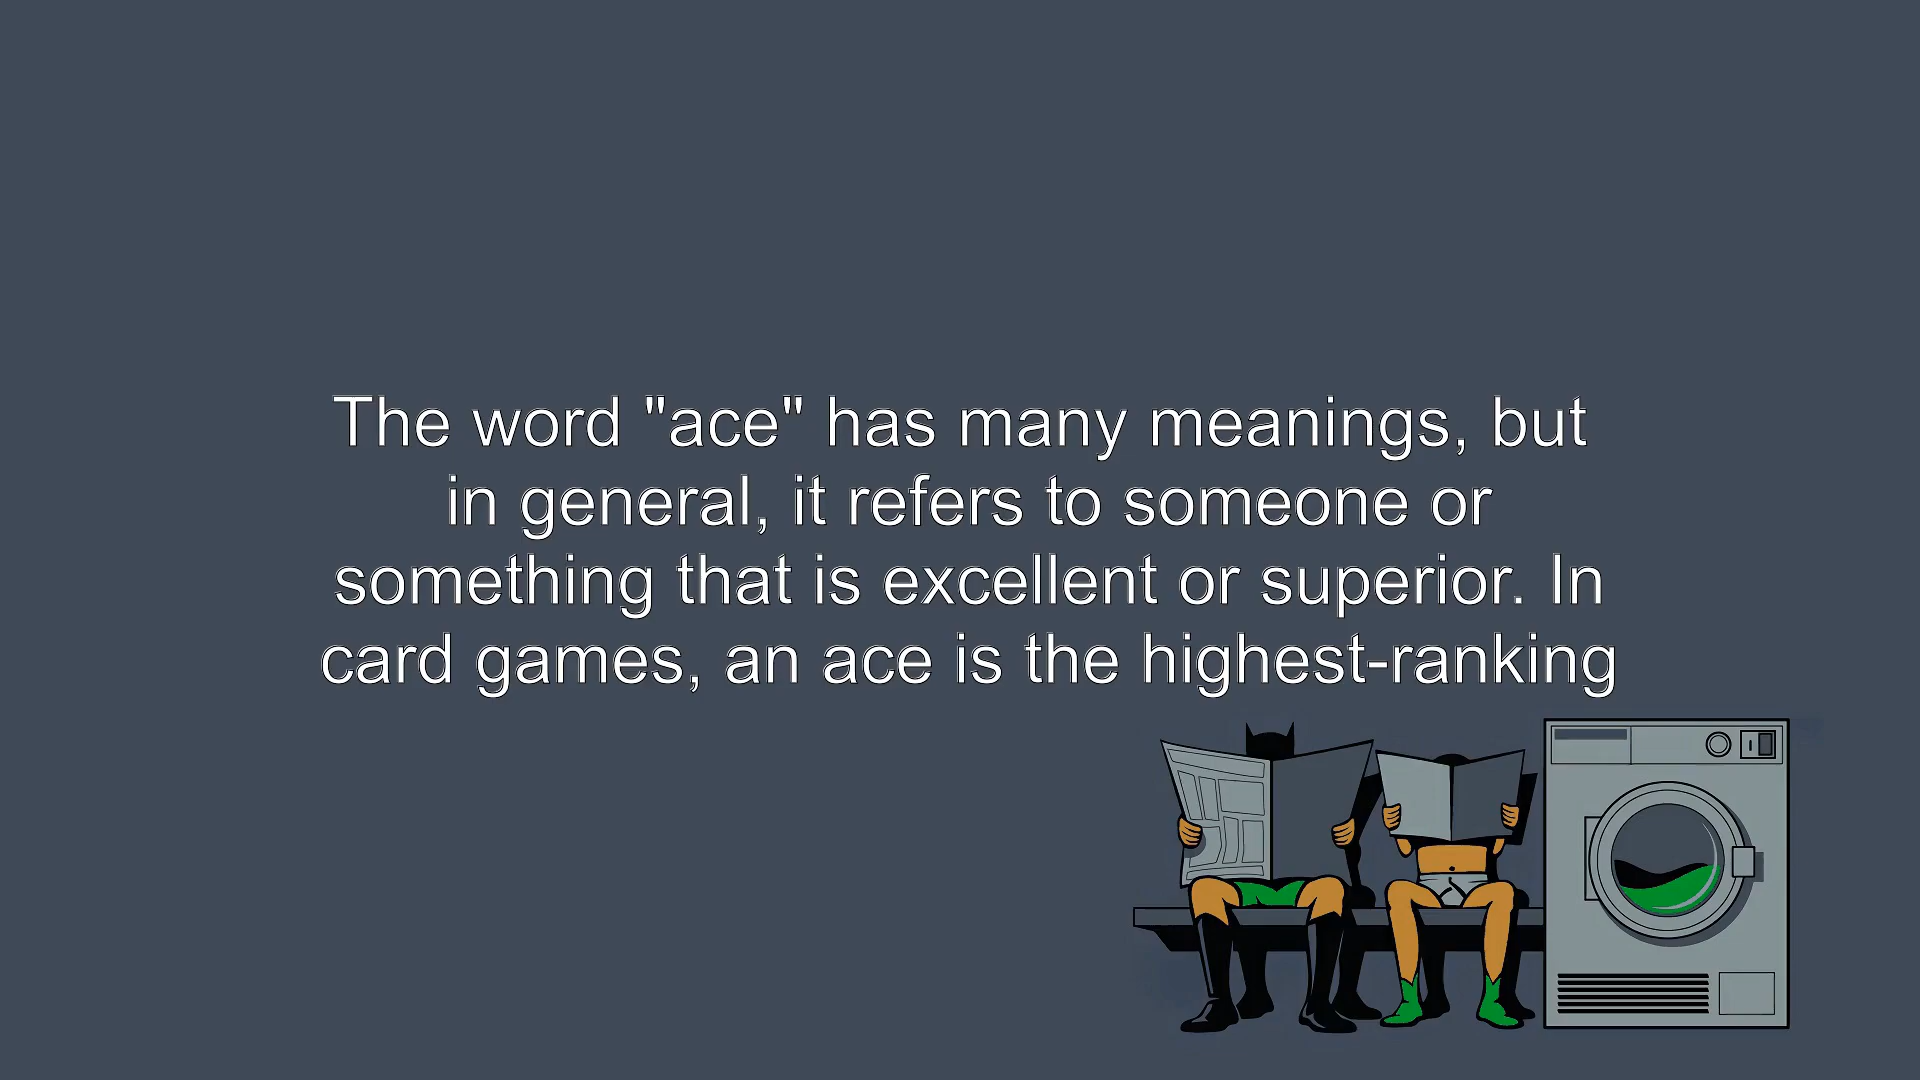 The word "ace" has many meanings, but
in general, it refers to someone or
something that is excellent or superior. In
card games, an ace is the highest-ranking